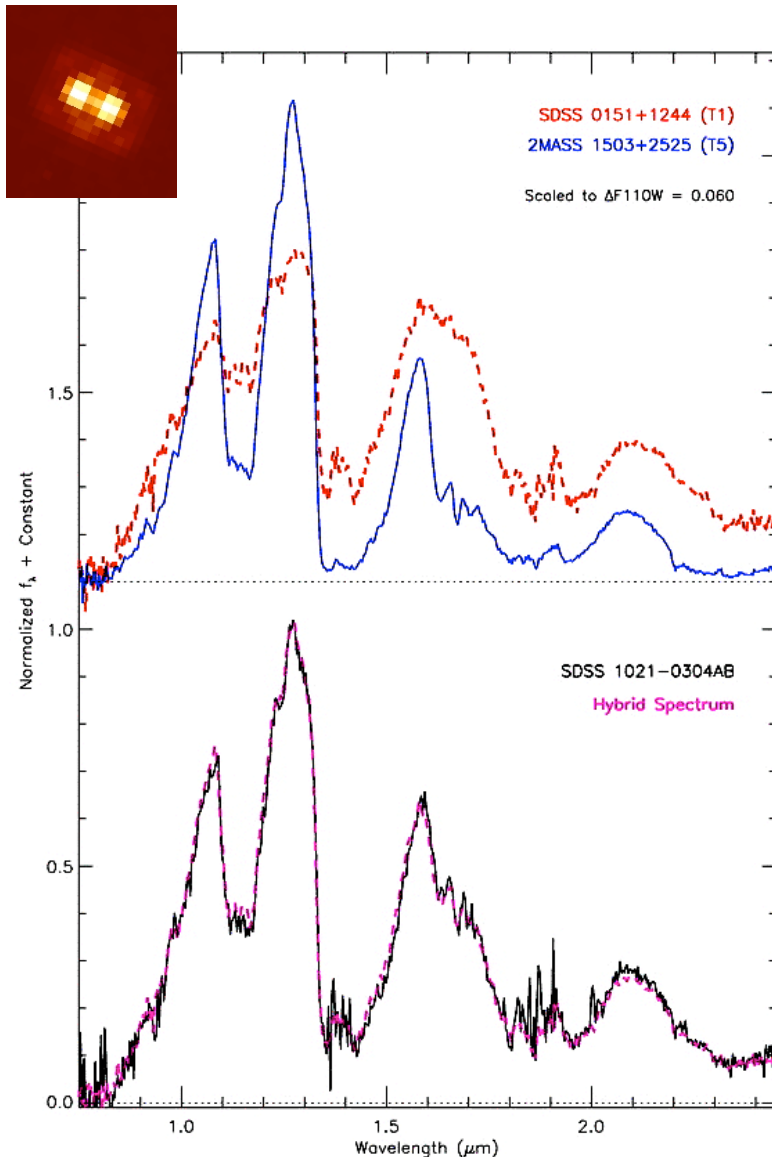 SDSS 0151+1244 (T1)
2MASS 1503+2525 (T5)
Scaled to ΔF110W = 0.060
1.5
Normalized fλ + Constant
1.0
SDSS 1021-0304AB
Hybrid Spectrum
0.5
0.0
1.0 1.5 2.0
Wavelength (μm)